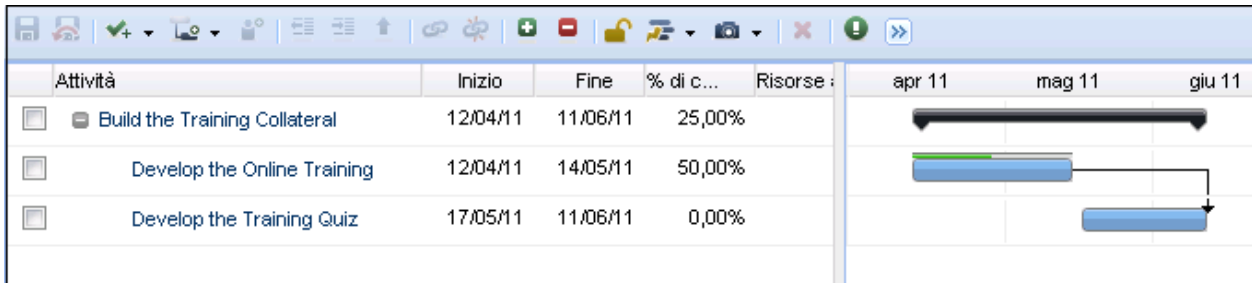 Attività Inizio Fine % di c... Risorse apr 11 mag 11 giu 11
Build the Training Collateral 12/04/11 11/06/11 25,00%
Develop the Online Training 12/04/11 14/05/11 50,00%
Develop the Training Quiz 17/05/11 11/06/11 0,00%